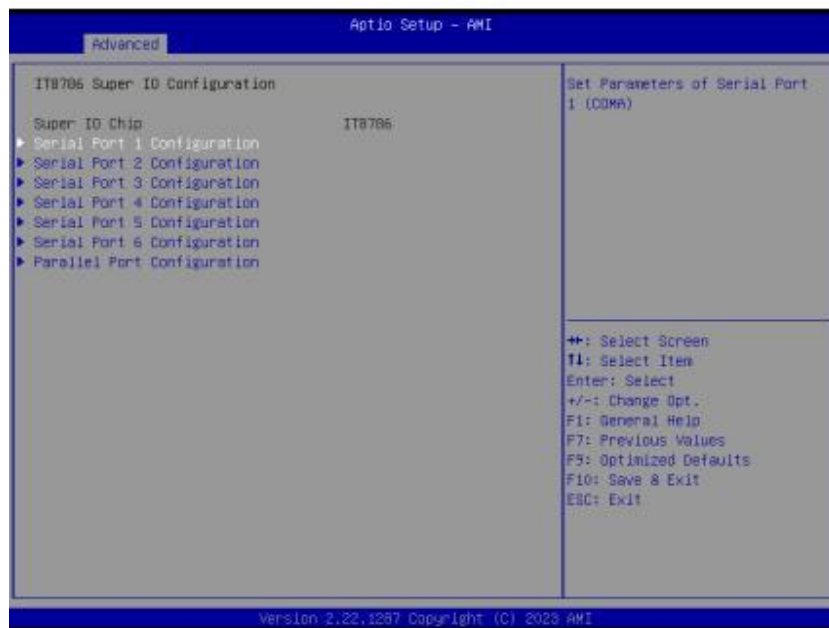 Aptio Setup - AMI
Advanced
IT8786 Super IO Configuration
Super IO Chip IT8786
Serial Port 1 Configuration
Serial Port 2 Configuration
Serial Port 3 Configuration
Serial Port 4 Configuration
Serial Port 5 Configuration
Serial Port 6 Configuration
Parallel Port Configuration
Set Parameters of Serial Port
1 (COMA)
→←: Select Screen
↑↓: Select Item
Enter: Select
+/-: Change Opt.
F1: General Help
F7: Previous Values
F9: Optimized Defaults
F10: Save & Exit
ESC: Exit
Version 2.22.1287 Copyright (C) 2023 AMI